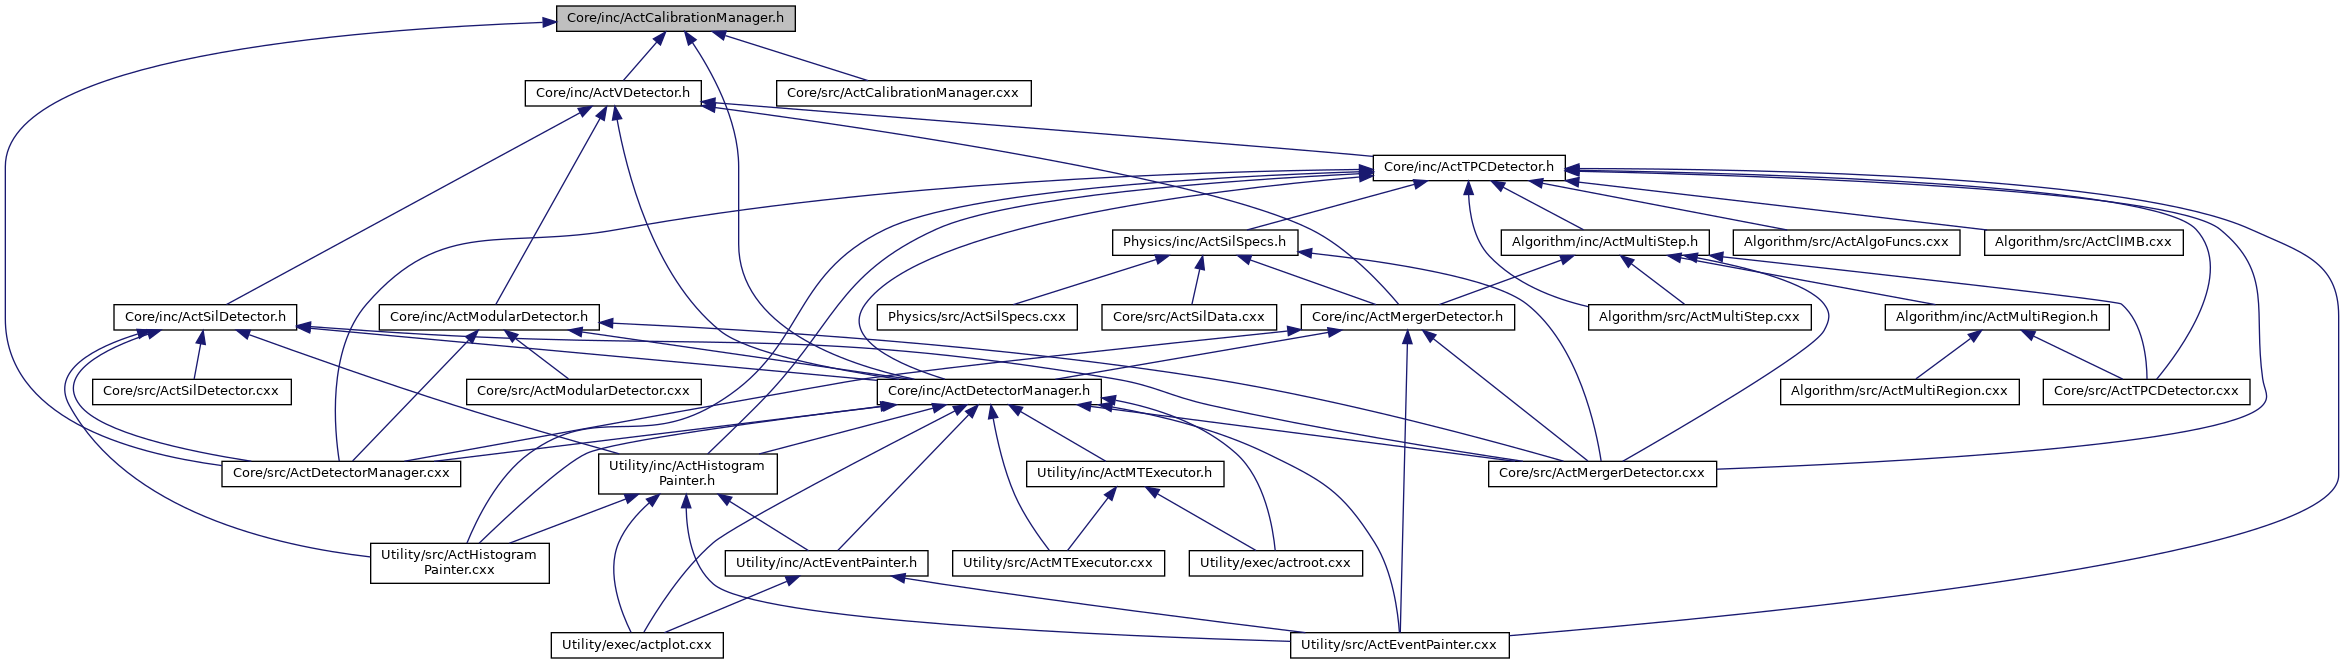 Core/inc/ActCalibrationManager.h
Core/inc/ActVDetector.h
Core/src/ActCalibrationManager.cxx
Core/inc/ActTPCDetector.h
Physics/inc/ActSilSpecs.h
Algorithm/inc/ActMultiStep.h
Algorithm/src/ActAlgoFuncs.cxx
Algorithm/src/ActClIMB.cxx
Core/inc/ActSilDetector.h
Core/inc/ActModularDetector.h
Physics/src/ActSilSpecs.cxx
Core/src/ActSilData.cxx
Core/inc/ActMergerDetector.h
Algorithm/src/ActMultiStep.cxx
Algorithm/inc/ActMultiRegion.h
Core/src/ActSilDetector.cxx
Core/src/ActModularDetector.cxx
Core/inc/ActDetectorManager.h
Algorithm/src/ActMultiRegion.cxx
Core/src/ActTPCDetector.cxx
Core/src/ActDetectorManager.cxx
Utility/inc/ActHistogram
Painter.h
Utility/inc/ActMTExecutor.h
Core/src/ActMergerDetector.cxx
Utility/src/ActHistogram
Painter.cxx
Utility/inc/ActEventPainter.h
Utility/src/ActMTExecutor.cxx
Utility/exec/actroot.cxx
Utility/exec/actplot.cxx
Utility/src/ActEventPainter.cxx